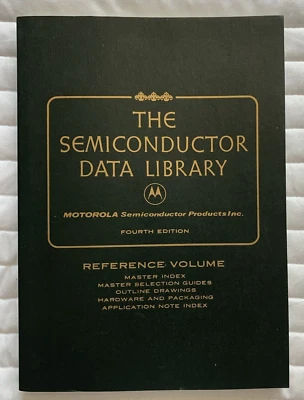 THE
SEMICONDUCTOR
DATA LIBRARY
MOTOROLA Semiconductor Products Inc.
FOURTH EDITION
REFERENCE VOLUME
MASTER INDEX
MASTER SELECTION GUIDES
OUTLINE DRAWINGS
HARDWARE AND PACKAGING
APPLICATION NOTE INDEX